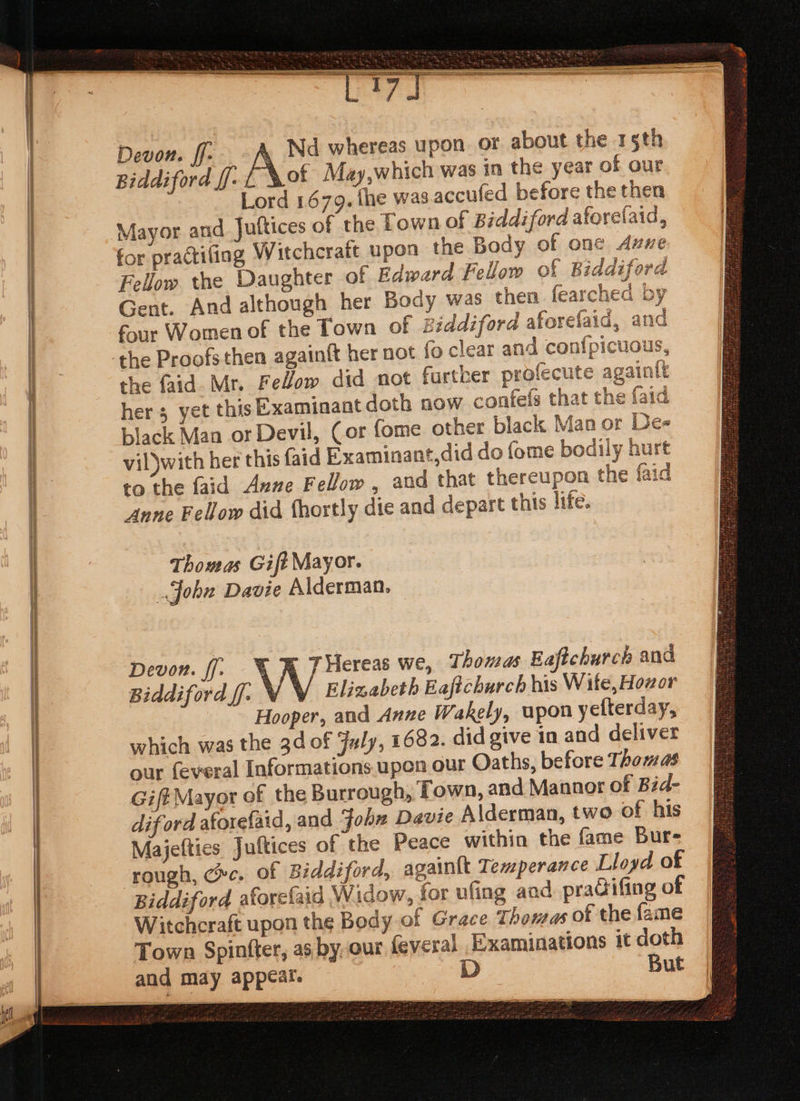 [ 17 ]
Devon. ſſ. ANd whereas upon or about the 15th
Biddiford ſſ. of May,which was in the year of our
Lord 1679. ſhe was accuſed before the then
Mayor and Juſtices of the Town of Biddiford aforeſaid,
for practiſing Witchcraft upon the Body of one Anne
Fellow the Daughter of Edward Fellow of Biddiford
Gent. And although her Body was then ſearched by
four Women of the Town of Biddiford aforeſaid, and
the Proofs then againſt her not ſo clear and conſpicuous,
the ſaid Mr. Fellow did not further proſecute againſt
her; yet this Examinant doth now confeſs that the ſaid
black Man or Devil, (or ſome other black Man or De-
vil)with her this ſaid Examinant,did do ſome bodily hurt
to the ſaid Anne Fellow, and that thereupon the ſaid
Anne Fellow did ſhortly die and depart this life.
Thomas Gift Mayor.
John Davie Alderman.
Devon. ſſ. WHereas we, Thomas Eaſtchurch and
Biddiford ſſ. Elizabeth Eaſtchurch his Wife,Honor
Hooper, and Anne Wakely, upon yeſterday,
which was the 3d of July, 1682. did give in and deliver
our ſeveral Informations upon our Oaths, before Thomas
Gift Mayor of the Burrough, Town, and Mannor of Bid-
diford aforeſaid, and John Davie Alderman, two of his
Majeſties Juſtices of the Peace within the ſame Bur-
rough, &c. of Biddiford, againſt Temperance Lloyd of
Biddiford aforeſaid Widow, for uſing and practiſing of
Witchcraft upon the Body of Grace Thomas of the ſame
Town Spinſter, as by our ſeveral Examinations it doth
and may appear. D But